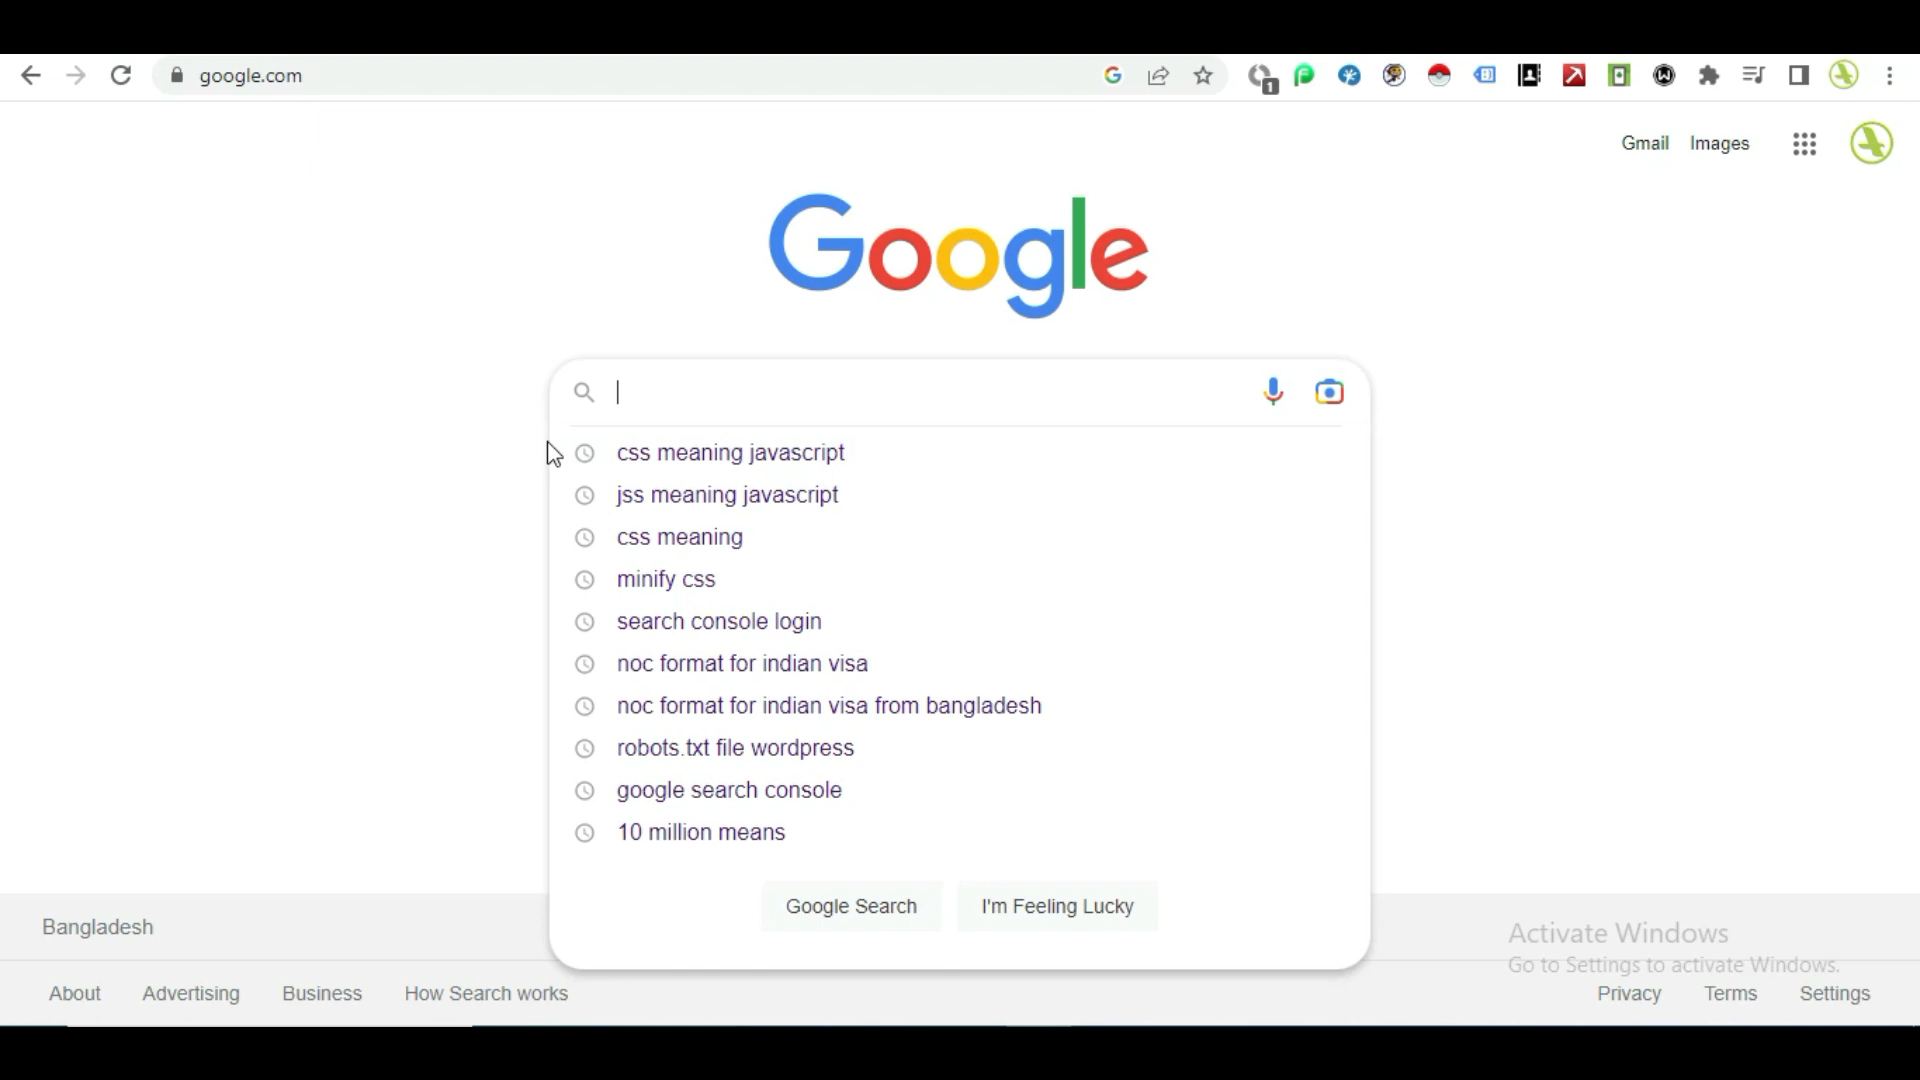 google.com
1
Gmail Images
Google
css meaning javascript
jss meaning javascript
css meaning
minify css
search console login
noc format for indian visa
noc format for indian visa from bangladesh
robots.txt file wordpress
google search console
10 million means
Google Search I'm Feeling Lucky
Bangladesh
Activate Windows
Go to Settings to activate Windows.
About Advertising Business How Search works Privacy Terms Settings